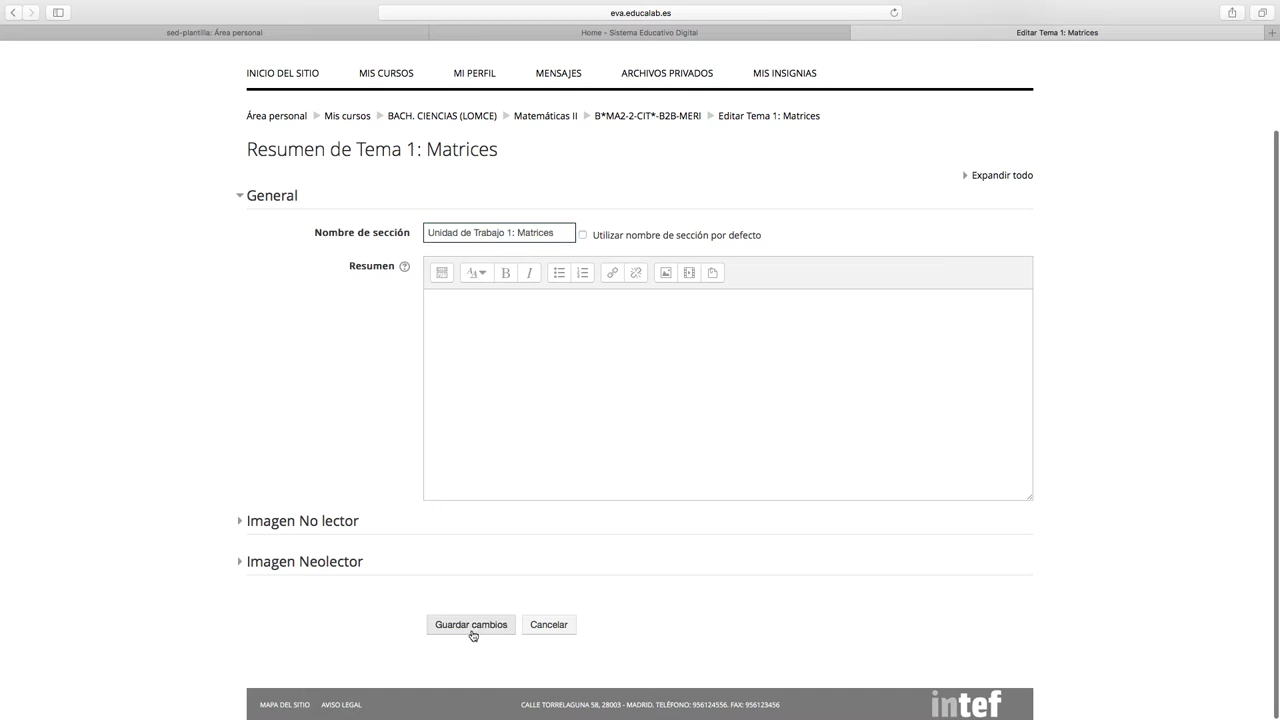 eva.educalab.es
sed-plantilla: Área personal
Home - Sistema Educativo Digital
Editar Tema 1: Matrices
INICIO DEL SITIO MIS CURSOS MI PERFIL MENSAJES ARCHIVOS PRIVADOS MIS INSIGNIAS
Área personal Mis cursos BACH. CIENCIAS (LOMCE) Matemáticas II B*MA2-2-CIT*-B2B-MERI Editar Tema 1: Matrices
Resumen de Tema 1: Matrices
Expandir todo
General
Nombre de sección Unidad de Trabajo 1: Matrices Utilizar nombre de sección por defecto
Resumen
Imagen No lector
Imagen Neolector
Guardar cambios Cancelar
MAPA DEL SITIO AVISO LEGAL CALLE TORRELAGUNA 58, 28003 - MADRID. TELÉFONO: 956124556. FAX: 956123456 intef